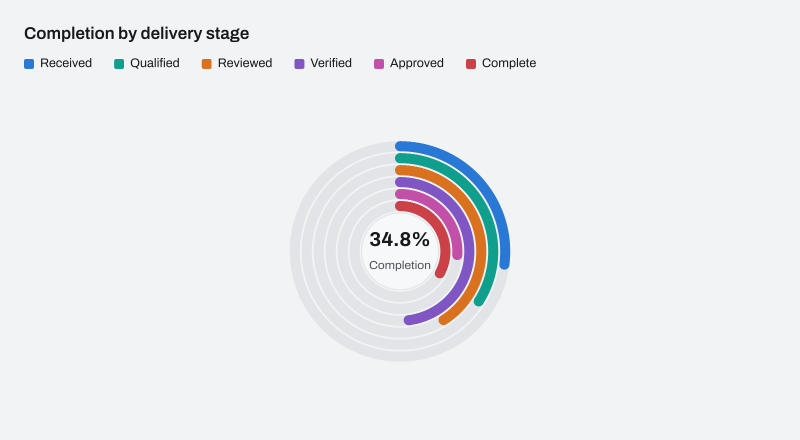 Completion by delivery stage
Received Qualified Reviewed Verified Approved Complete
34.8%
Completion